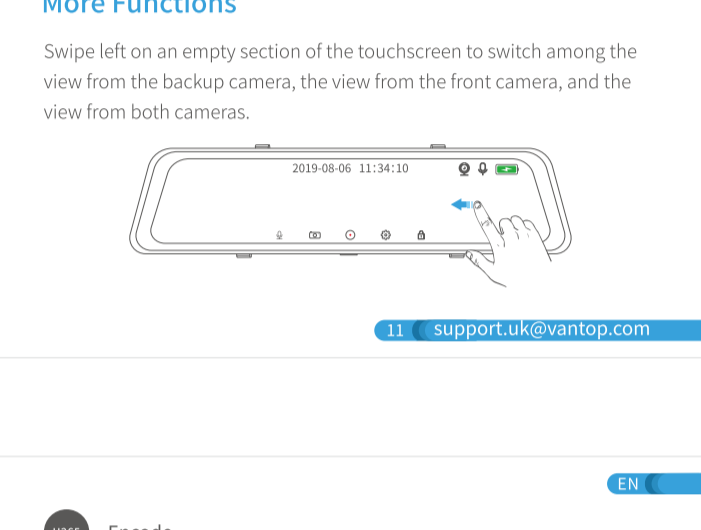 More Functions
Swipe left on an empty section of the touchscreen to switch among the
view from the backup camera, the view from the front camera, and the
view from both cameras.
2019-08-06 11:34:10
11 support.uk@vantop.com
EN
H265 Encode